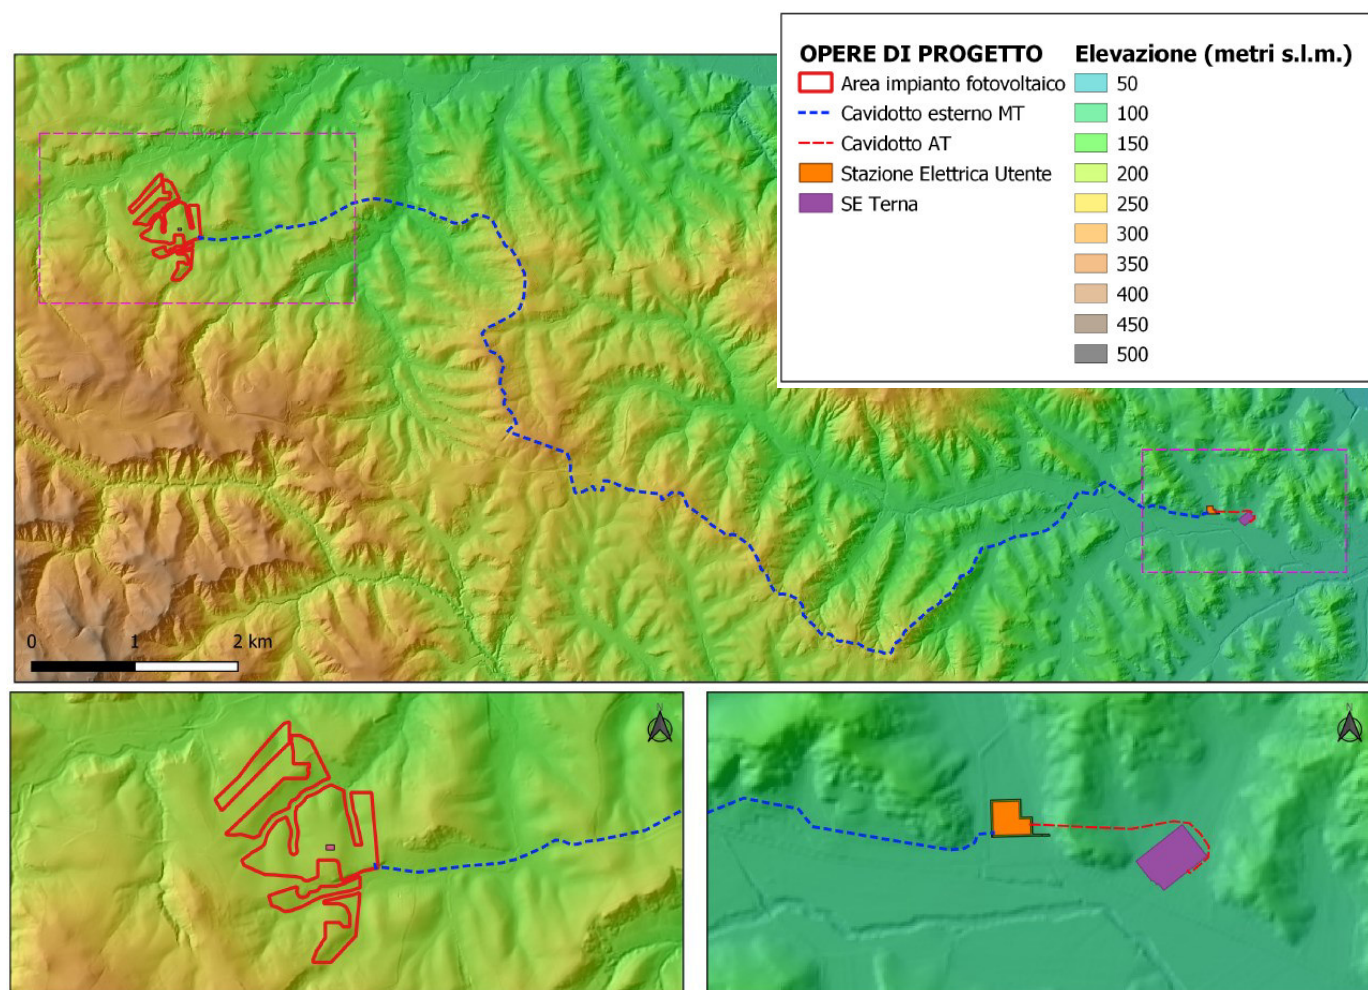 OPERE DI PROGETTO
Area impianto fotovoltaico
Cavidotto esterno MT
Cavidotto AT
Stazione Elettrica Utente
SE Terna
Elevazione (metri s.l.m.)
50
100
150
200
250
300
350
400
450
500
0 1 2 km
N
N